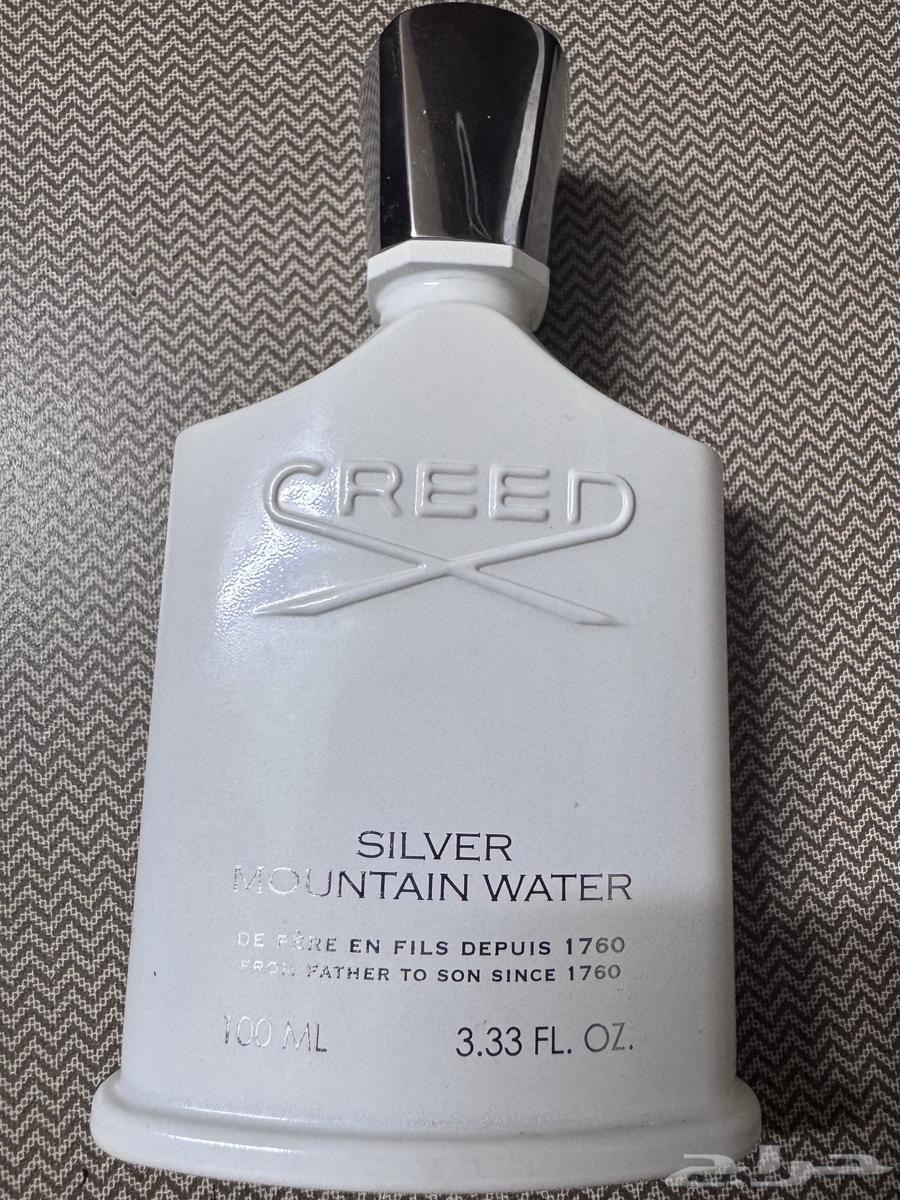 CREED
SILVER
MOUNTAIN WATER
DE PÈRE EN FILS DEPUIS 1760
FROM FATHER TO SON SINCE 1760
100 ML 3.33 FL. OZ.
حراج